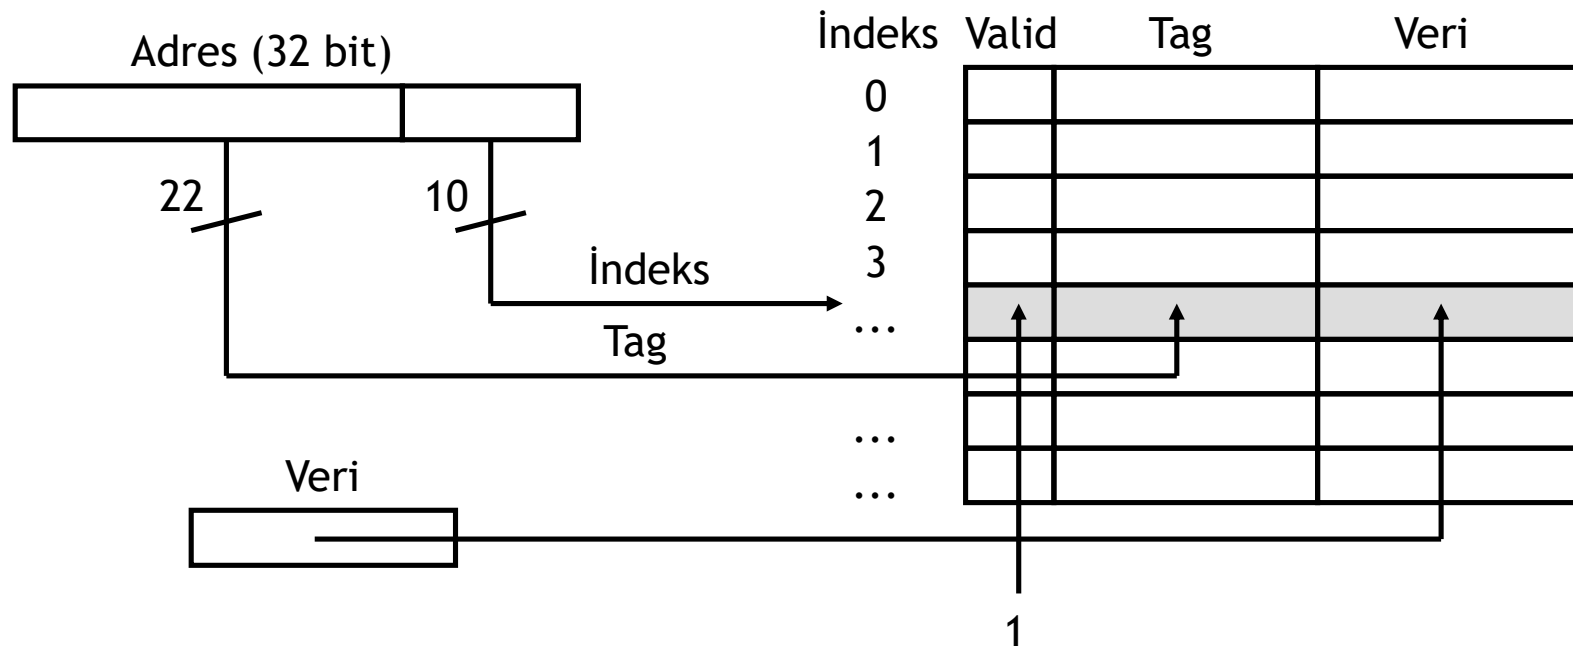 Adres (32 bit)
İndeks Valid Tag Veri
0
1
2
3
...
...
...
22
10
İndeks
Tag
Veri
1